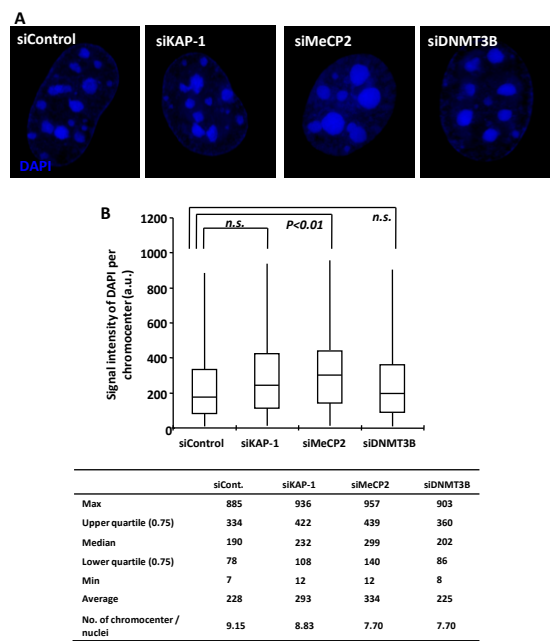 A
siControl siKAP-1 siMeCP2 siDNMT3B
DAPI
B
n.s. P<0.01 n.s.
Signal intensity of DAPI per
chromocenter (a.u.)
1200
1000
800
600
400
200
0
siControl siKAP-1 siMeCP2 siDNMT3B
siCont. siKAP-1 siMeCP2 siDNMT3B
Max 885 936 957 903
Upper quartile (0.75) 334 422 439 360
Median 190 232 299 202
Lower quartile (0.75) 78 108 140 86
Min 7 12 12 8
Average 228 293 334 225
No. of chromocenter /
nuclei 9.15 8.83 7.70 7.70